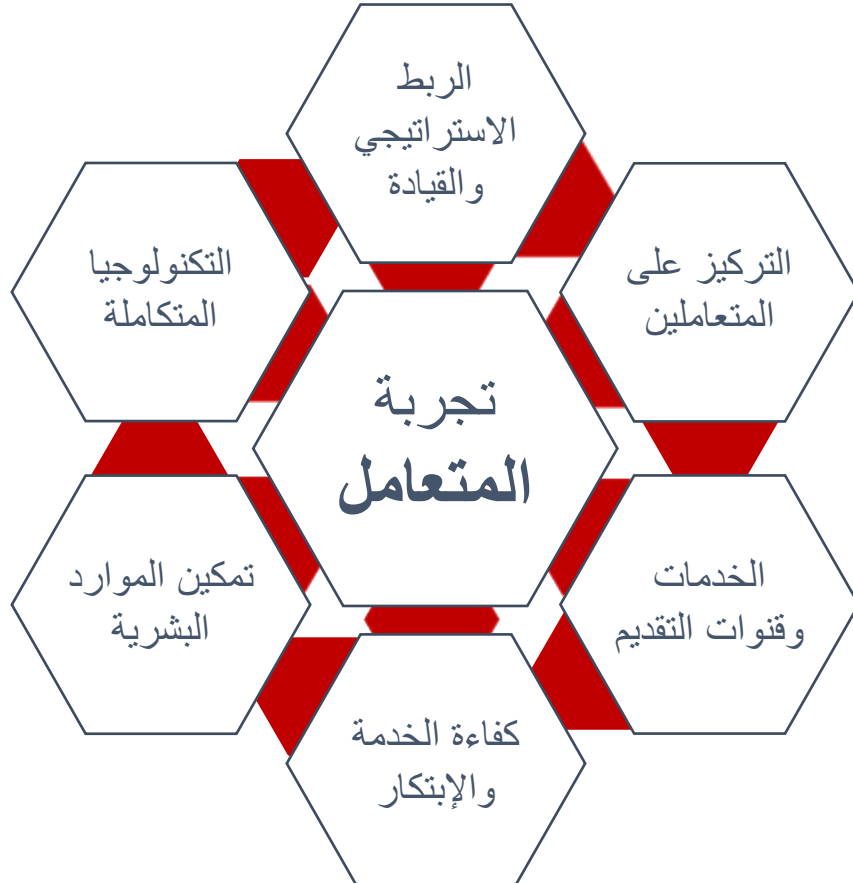 الربط
الاستراتيجي
والقيادة
التركيز على
المتعاملين
التكنولوجيا
المتكاملة
تجربة
المتعامل
الخدمات
وقنوات التقديم
تمكين الموارد
البشرية
كفاءة الخدمة
والإبتكار